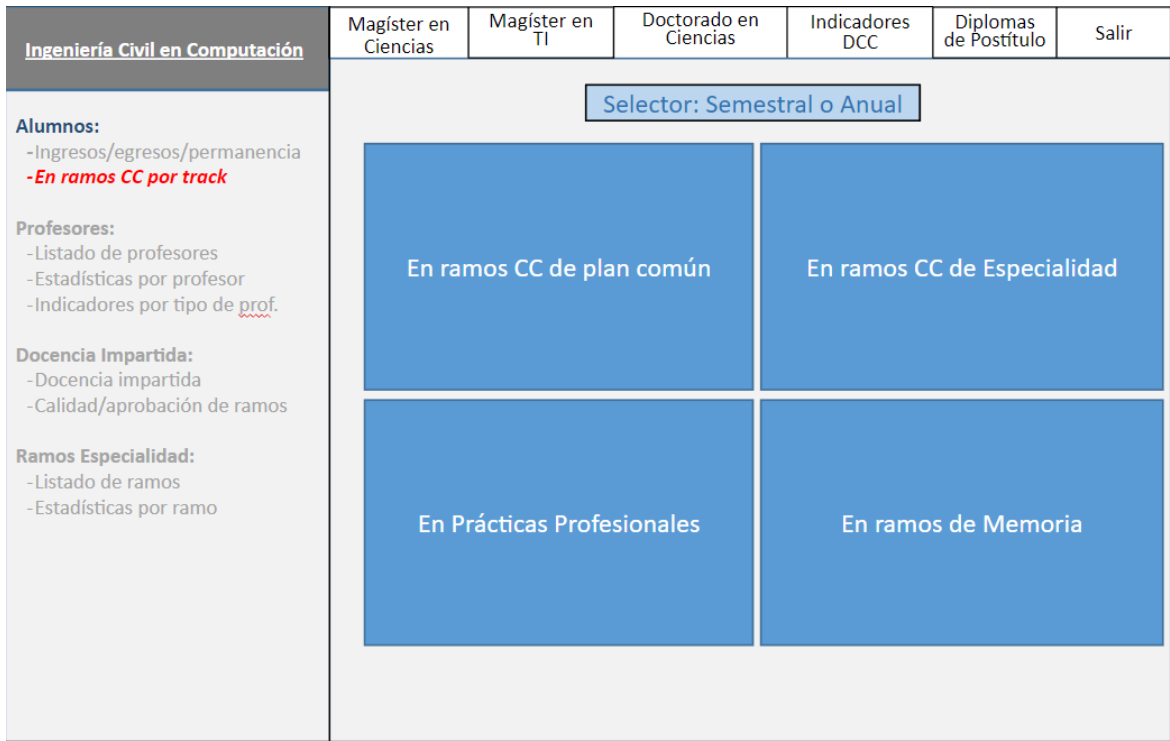 Ingeniería Civil en Computación
Magíster en
Ciencias
Magíster en
TI
Doctorado en
Ciencias
Indicadores
DCC
Diplomas
de Postítulo
Salir
Alumnos:
-Ingresos/egresos/permanencia
-En ramos CC por track
Profesores:
-Listado de profesores
-Estadísticas por profesor
-Indicadores por tipo de prof.
Docencia Impartida:
-Docencia impartida
-Calidad/aprobación de ramos
Ramos Especialidad:
-Listado de ramos
-Estadísticas por ramo
Selector: Semestral o Anual
En ramos CC de plan común
En ramos CC de Especialidad
En Prácticas Profesionales
En ramos de Memoria